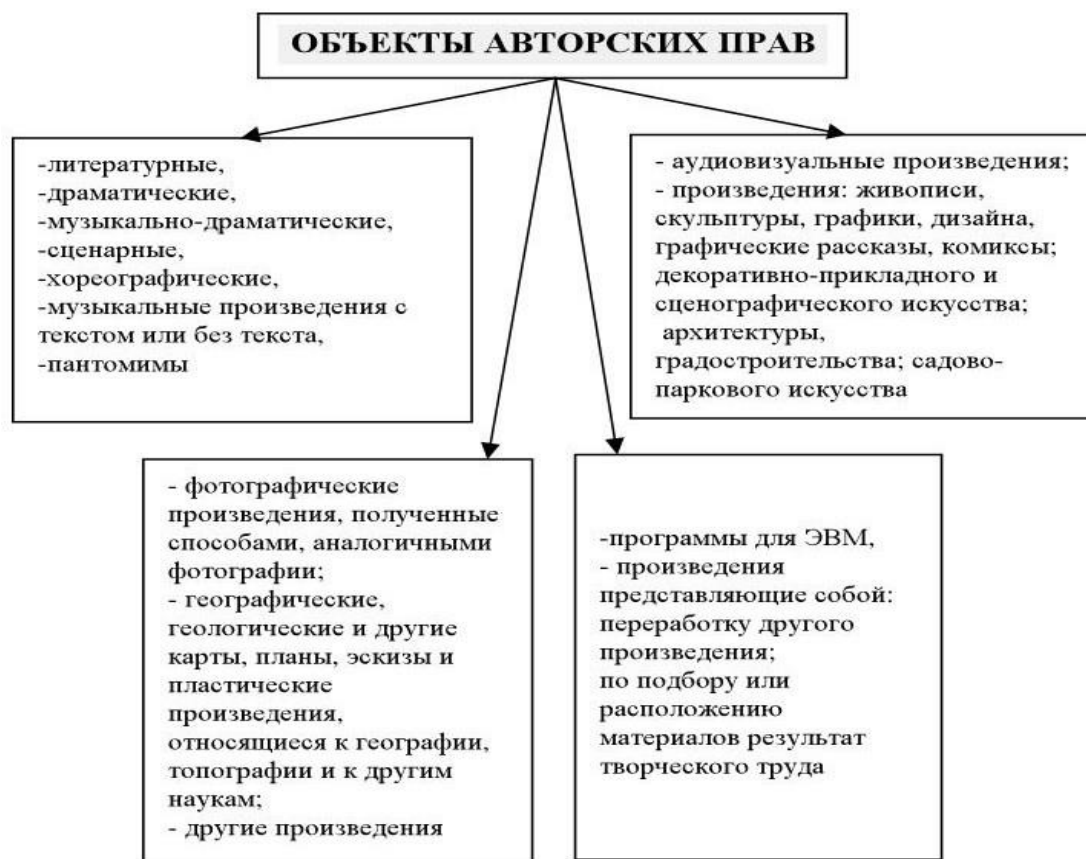 ОБЪЕКТЫ АВТОРСКИХ ПРАВ
-литературные,
-драматические,
-музыкально-драматические,
-сценарные,
-хореографические,
-музыкальные произведения с
текстом или без текста,
-пантомимы
- аудиовизуальные произведения;
- произведения: живописи,
скульптуры, графики, дизайна,
графические рассказы, комиксы;
декоративно-прикладного и
сценографического искусства;
архитектуры,
градостроительства; садово-
паркового искусства
- фотографические
произведения, полученные
способами, аналогичными
фотографии;
- географические,
геологические и другие
карты, планы, эскизы и
пластические
произведения,
относящиеся к географии,
топографии и к другим
наукам;
- другие произведения
-программы для ЭВМ,
- произведения
представляющие собой:
переработку другого
произведения;
по подбору или
расположению
материалов результат
творческого труда